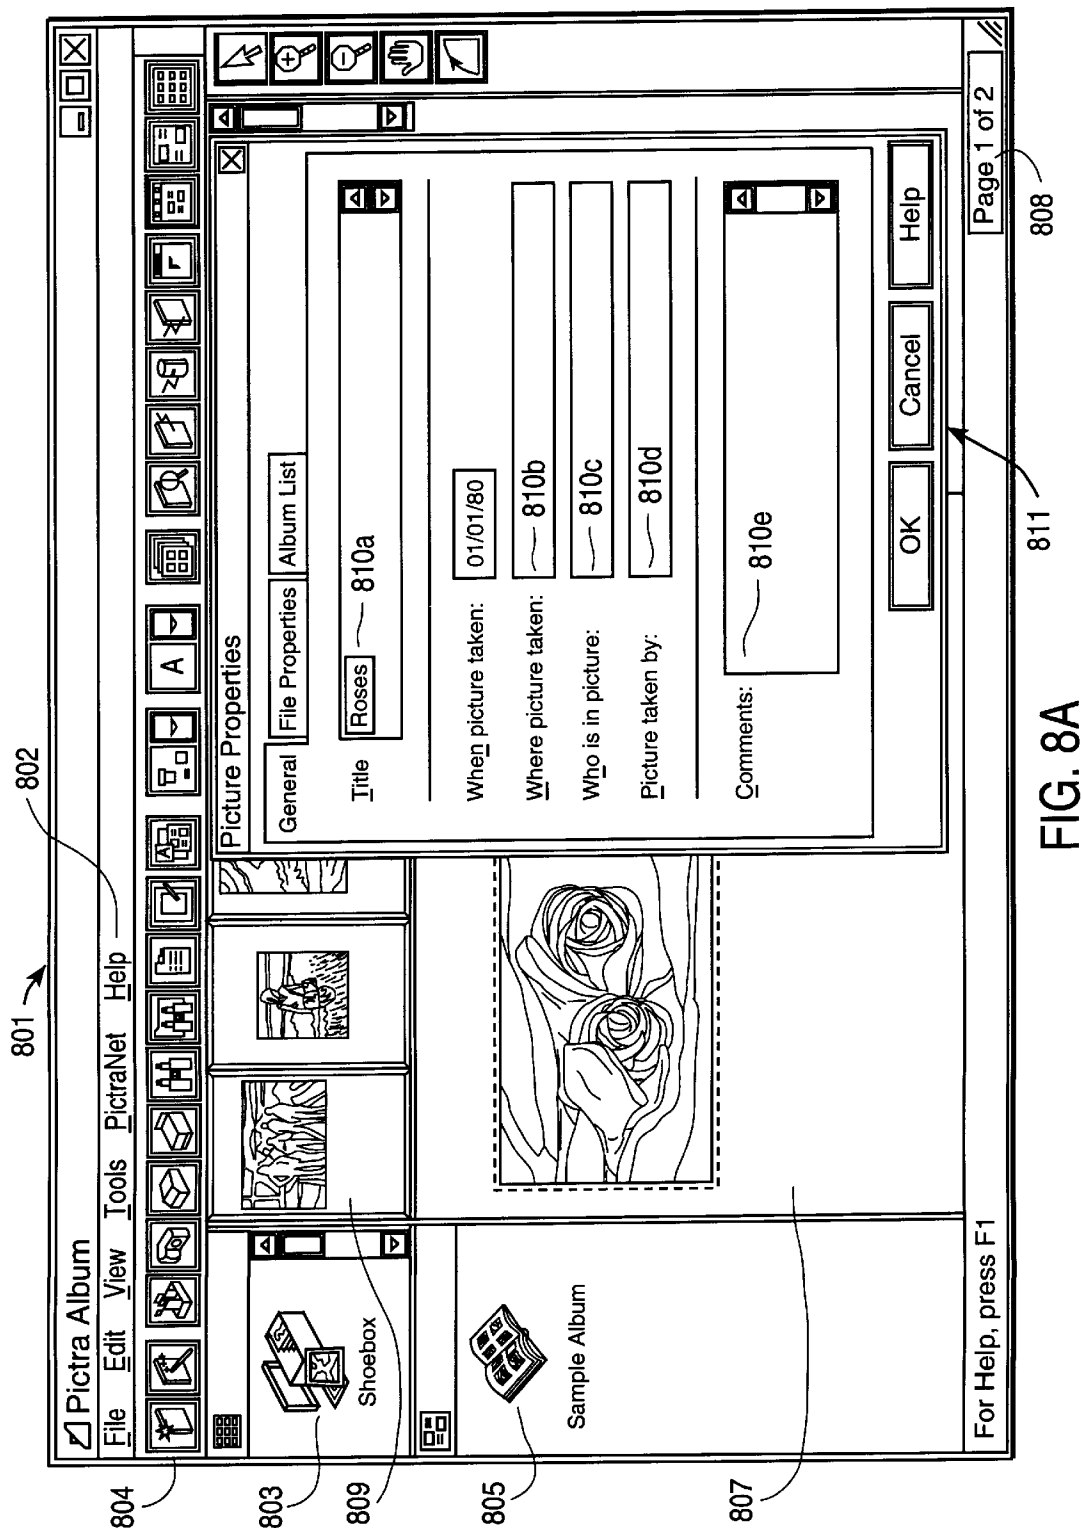 801
802
Pictra Album
File Edit View Tools PictraNet Help
804
A
803
Shoebox
809
805
Sample Album
807
Picture Properties
General File Properties Album List
Title Roses 810a
When picture taken: 01/01/80
Where picture taken: 810b
Who is in picture: 810c
Picture taken by: 810d
Comments: 810e
OK Cancel Help
For Help, press F1
Page 1 of 2
811
808
FIG. 8A